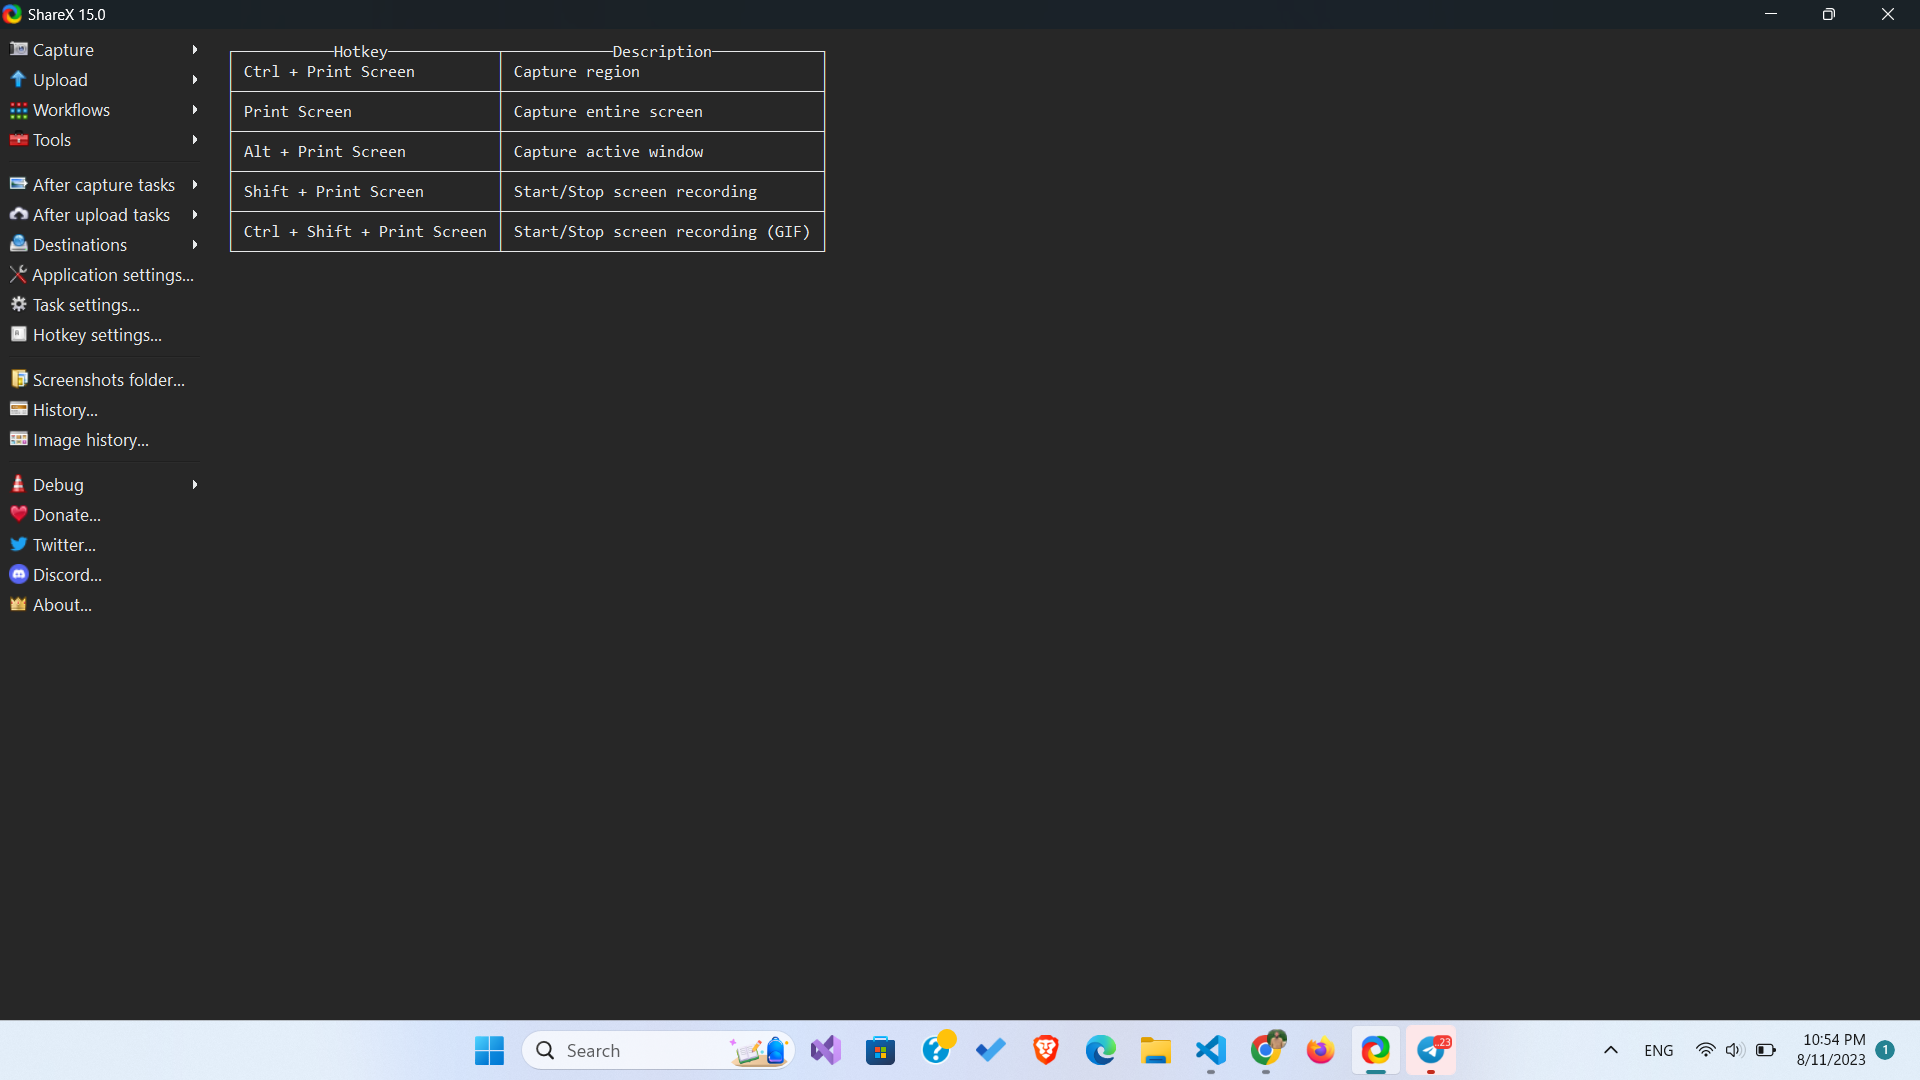 ShareX 15.0
Capture
Upload
Workflows
Tools
After capture tasks
After upload tasks
Destinations
Application settings...
Task settings...
Hotkey settings...
Screenshots folder...
History...
Image history...
Debug
Donate...
Twitter...
Discord...
About...
Hotkey Description
Ctrl + Print Screen Capture region
Print Screen Capture entire screen
Alt + Print Screen Capture active window
Shift + Print Screen Start/Stop screen recording
Ctrl + Shift + Print Screen Start/Stop screen recording (GIF)
Search
..23
ENG
10:54 PM
8/11/2023
1